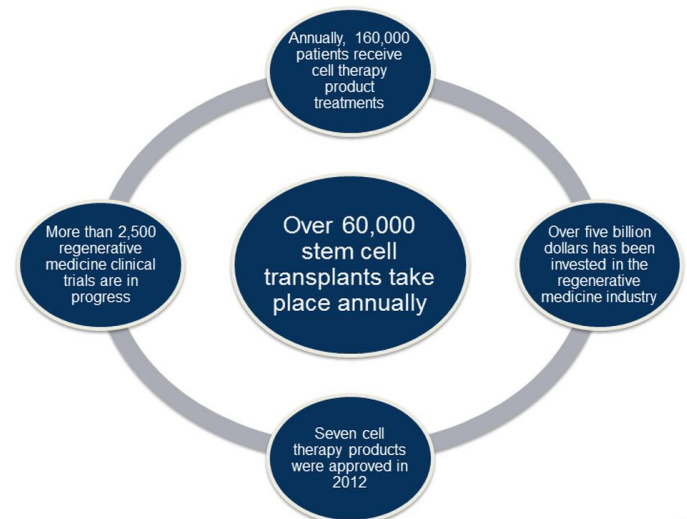 Annually, 160,000
patients receive
cell therapy
product
treatments
More than 2,500
regenerative
medicine clinical
trials are in
progress
Over 60,000
stem cell
transplants take
place annually
Over five billion
dollars has been
invested in the
regenerative
medicine industry
Seven cell
therapy products
were approved in
2012